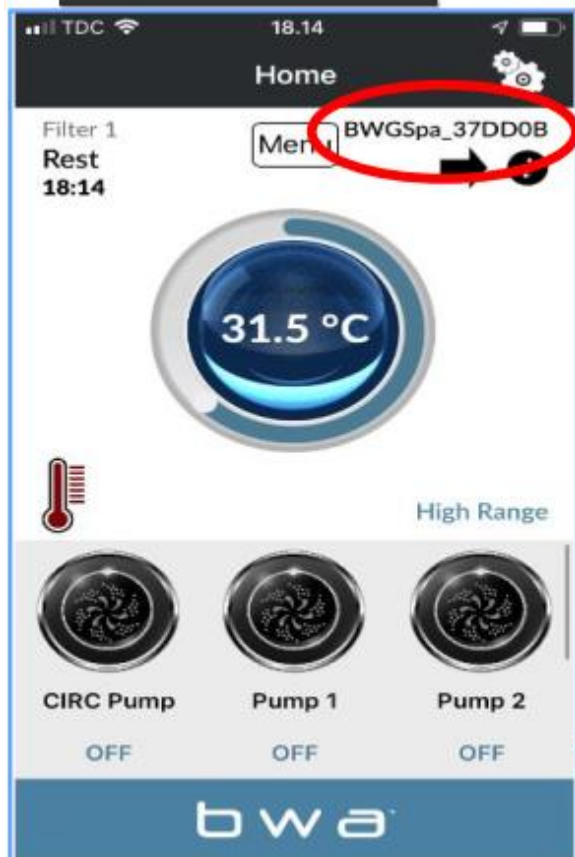 TDC 18.14
Home
Filter 1
Rest
18:14
Menu
BWGSpa_37DD0B
31.5 °C
High Range
CIRC Pump Pump 1 Pump 2
OFF OFF OFF
bwa